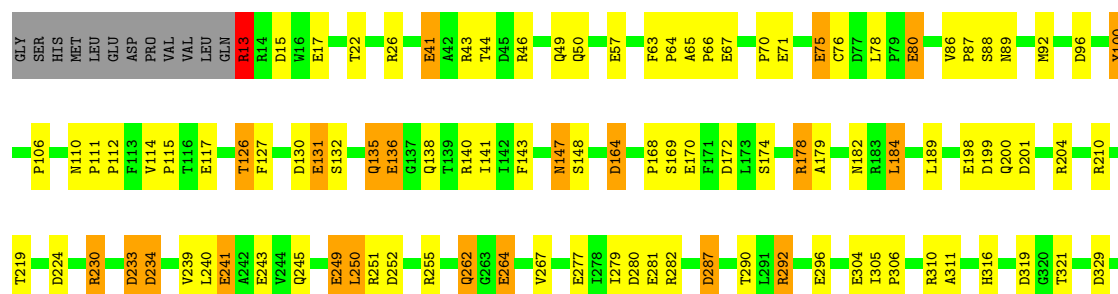 GLY SER HIS MET LEU GLU ASP PRO VAL VAL LEU GLN R13 R14 D15 W16 E17 T22 R26 E41 A42 R43 T44 D45 R46 Q49 Q50 E57 F63 P64 A65 P66 E67 P70 E71 E75 C76 D77 L78 P79 E80 V86 P87 S88 N89 M92 D96 Y100
P106 N110 P111 P112 F113 V114 P115 T116 E117 T126 F127 D130 E131 S132 Q135 E136 G137 Q138 T139 R140 I141 I142 F143 N147 S148 D164 P168 S169 E170 F171 D172 L173 S174 R178 A179 N182 R183 L184 L189 E198 D199 Q200 D201 R204 R210
T219 D224 R230 D233 D234 V239 L240 E241 A242 E243 V244 Q245 E249 L250 R251 D252 R255 Q262 G263 E264 V267 E277 I278 I279 D280 E281 R282 D287 T290 L291 R292 E296 E304 I305 P306 R310 A311 H316 D319 G320 T321 D329